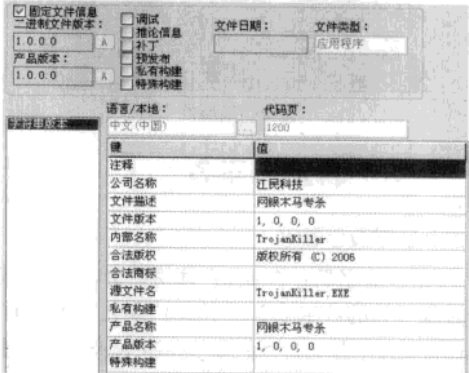 固定文件信息
二进制文件版本：
1.0.0.0
A
产品版本：
1.0.0.0
A
调试
推论信息
补丁
预发布
私有构建
特殊构建
文件日期：
文件类型：
应用程序
字符串版本
语言/本地：
中文(中国)
...
代码页：
1200
键 值
注释
公司名称 江民科技
文件描述 网银木马专杀
文件版本 1, 0, 0, 0
内部名称 TrojanKiller
合法版权 版权所有 (C) 2006
合法商标
源文件名 TrojanKiller.EXE
私有构建
产品名称 网银木马专杀
产品版本 1, 0, 0, 0
特殊构建